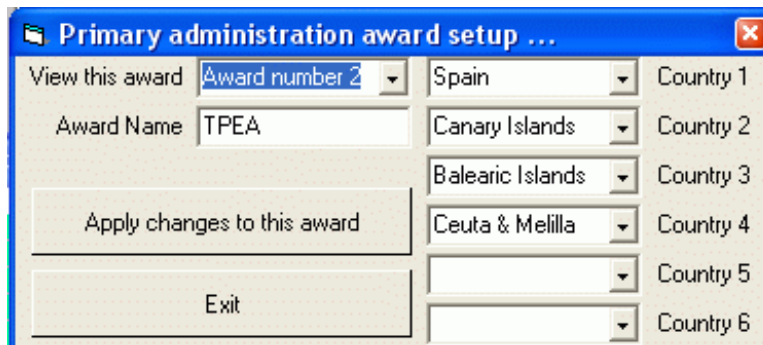 Primary administration award setup ...
View this award Award number 2 Spain Country 1
Award Name TPEA Canary Islands Country 2
Balearic Islands Country 3
Apply changes to this award Ceuta & Melilla Country 4
Country 5
Exit Country 6